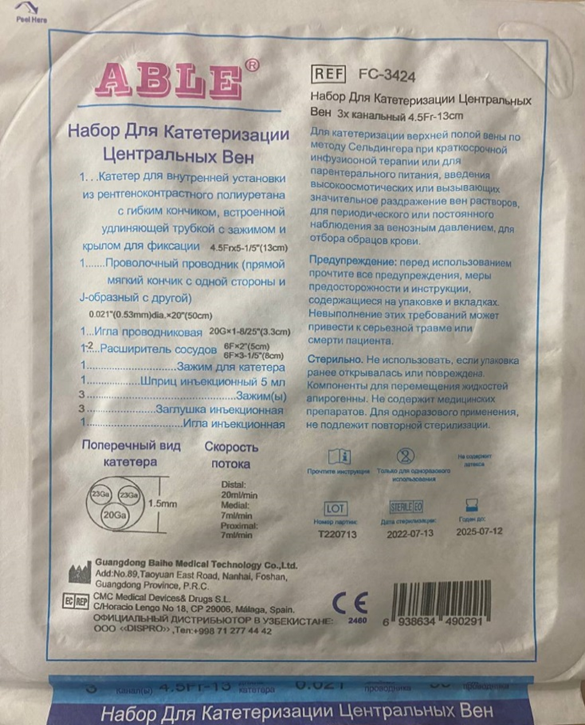 Peel Here
ABLE®
Набор Для Катетеризации
Центральных Вен
1...Катетер для внутренней установки
из рентгеноконтрастного полиуретана
с гибким кончиком, встроенной
удлиняющей трубкой с зажимом и
крылом для фиксации 4.5Frx5-1/5"(13cm)
1......Проволочный проводник (прямой
мягкий кончик с одной стороны и
J-образный с другой)
0.021"(0.53mm)dia.×20"(50cm)
1...Игла проводниковая 20G×1-8/25"(3.3cm)
1-2...Расширитель сосудов 6F×2"(5cm)
6F×3-1/5"(8cm)
1........................Зажим для катетера
1...........Шприц инъекционный 5 мл
3.......................................Зажим(ы)
3..................Заглушка инъекционная
1..........................Игла инъекционная
Поперечный вид
катетера
23Ga
23Ga
20Ga
1.5mm
Скорость
потока
Distal:
20ml/min
Medial:
7ml/min
Proximal:
7ml/min
REF FC-3424
Набор Для Катетеризации Центральных
Вен 3х канальный 4.5Fr-13cm
Для катетеризации верхней полой вены по
методу Сельдингера при краткосрочной
инфузиооной терапии или для
парентерального питания, введения
высокоосмотических или вызывающих
значительное раздражение вен растворов,
для периодического или постоянного
наблюдения за венозным давлением, для
отбора обрацов крови.
Предупреждение: перед использованием
прочтите все предупреждения, меры
предосторожности и инструкции,
содержащиеся на упаковке и вкладках.
Невыполнение этих требований может
привести к серьезной травме или
смерти пациента.
Стерильно. Не использовать, если упаковка
ранее открывалась или повреждена.
Компоненты для перемещения жидкостей
апирогенны. Не содержит медицинских
препаратов. Для одноразового применения,
не подлежит повторной стерилизации.
Прочтите инструкция
Только для одноразового
использования
Не содержит
латекса
LOT
Номер партии:
T220713
STERILE EO
Дата стерилизации:
2022-07-13
Годен до:
2025-07-12
Guangdong Baihe Medical Technology Co.,Ltd.
Add:No.89,Taoyuan East Road, Nanhai, Foshan,
Guangdong Province, P.R.C.
EC REP CMC Medical Devices& Drugs S.L.
C/Horacio Lengo No 18, CP 29006, Málaga, Spain.
ОФИЦИАЛЬНЫЙ ДИСТРИБЬЮТОР В УЗБЕКИСТАНЕ:
ООО «DISPRO» ,Тел:+998 71 277 44 42
CE
2460
6 938634 490291
3 канал(ы) 4.5Fr-13 катетера 0.021 проводника
Набор Для Катетеризации Центральных Вен